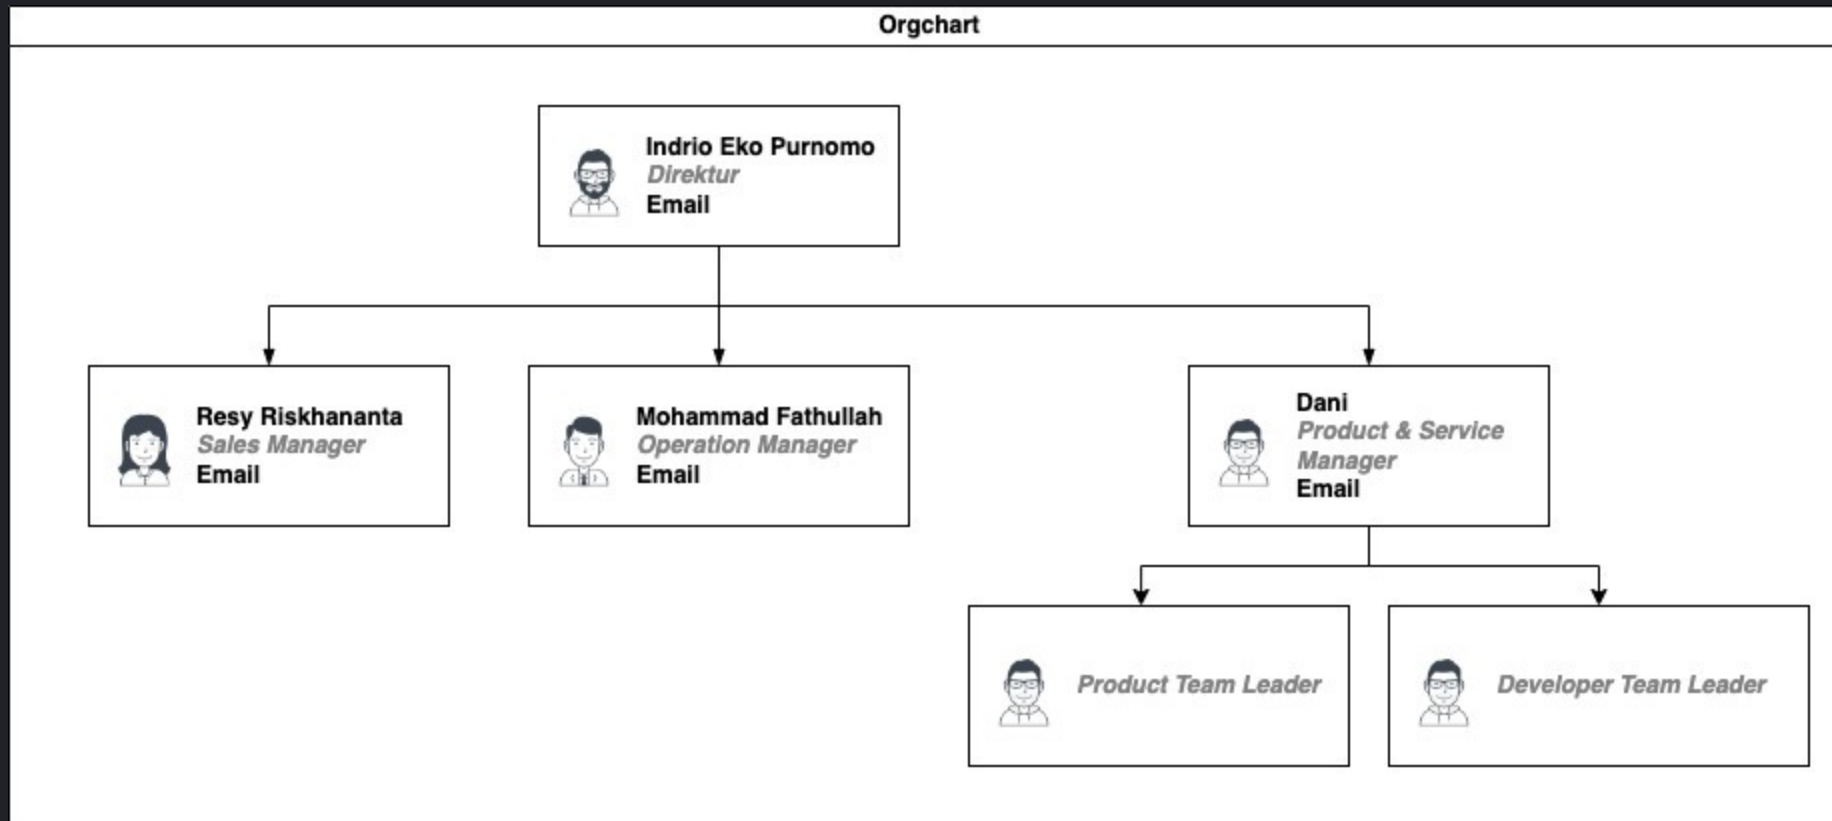 Orgchart
Indrio Eko Purnomo
Direktur
Email
Resy Riskhananta
Sales Manager
Email
Mohammad Fathullah
Operation Manager
Email
Dani
Product & Service
Manager
Email
Product Team Leader
Developer Team Leader